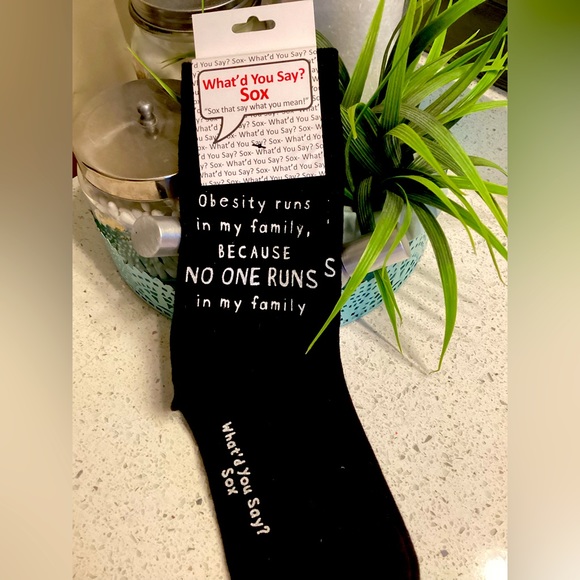 What'd You Say?
Sox
"Sox that say what you mean!"
Obesity runs
in my family,
BECAUSE
NO ONE RUNS S
in my family
What'd You Say?
Sox